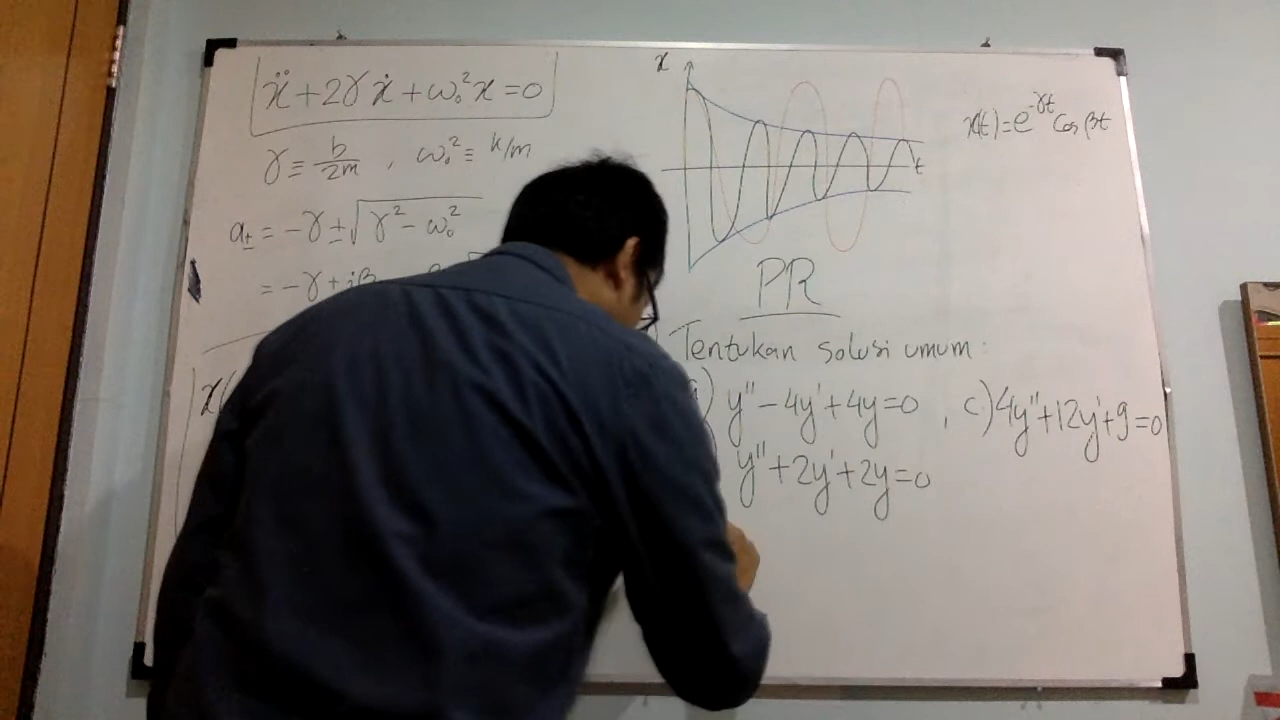 ẍ + 2γẋ + ω₀²x = 0
γ ≡ b/2m , ω₀² ≡ k/m
a± = -γ ± √(γ² - ω₀²)
= -γ ± iβ
x(
x
t
x(t) = e^(-γt) Cos βt
PR
Tentukan solusi umum :
a) y'' - 4y' + 4y = 0 , c) 4y'' + 12y' + 9 = 0
y'' + 2y' + 2y = 0